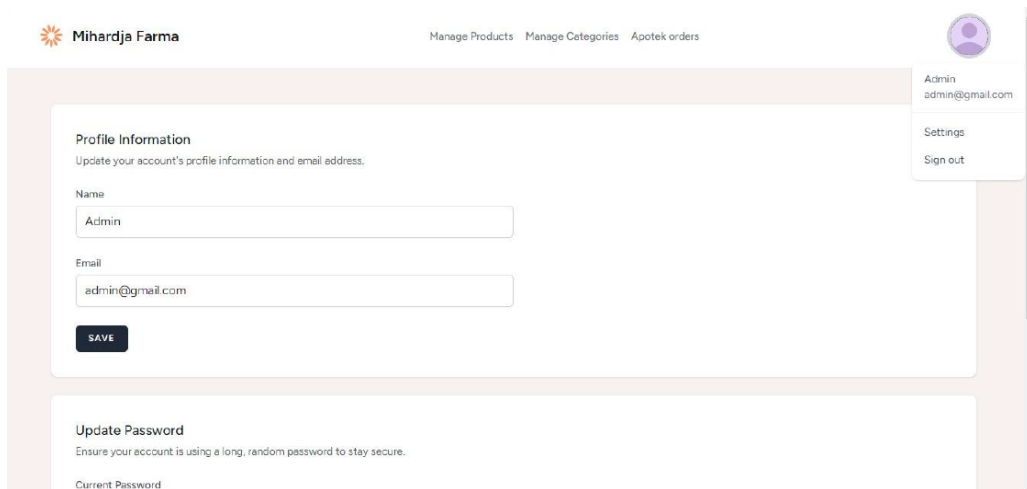 Mihardja Farma
Manage Products Manage Categories Apotek orders
Admin
admin@gmail.com
Settings
Sign out
Profile Information
Update your account's profile information and email address.
Name
Admin
Email
admin@gmail.com
SAVE
Update Password
Ensure your account is using a long, random password to stay secure.
Current Password